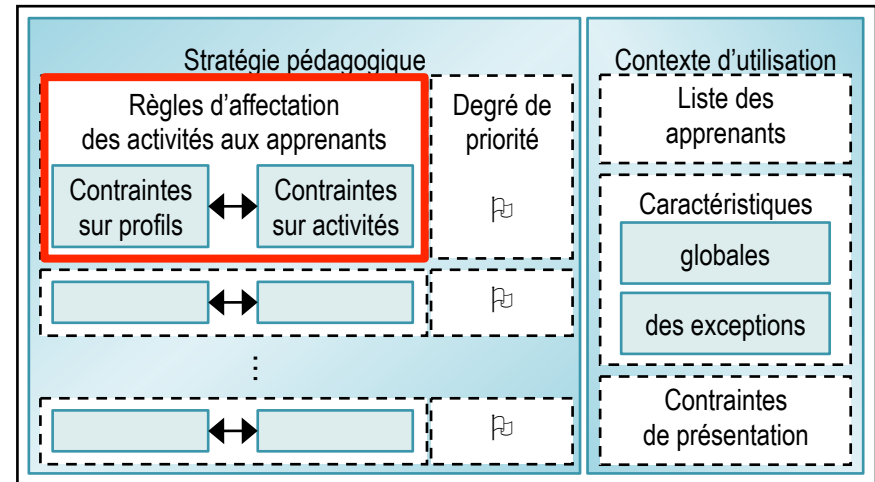 Stratégie pédagogique
Règles d'affectation
des activités aux apprenants
Contraintes
sur profils
Contraintes
sur activités
Degré de
priorité
⋮
Contexte d'utilisation
Liste des
apprenants
Caractéristiques
globales
des exceptions
Contraintes
de présentation